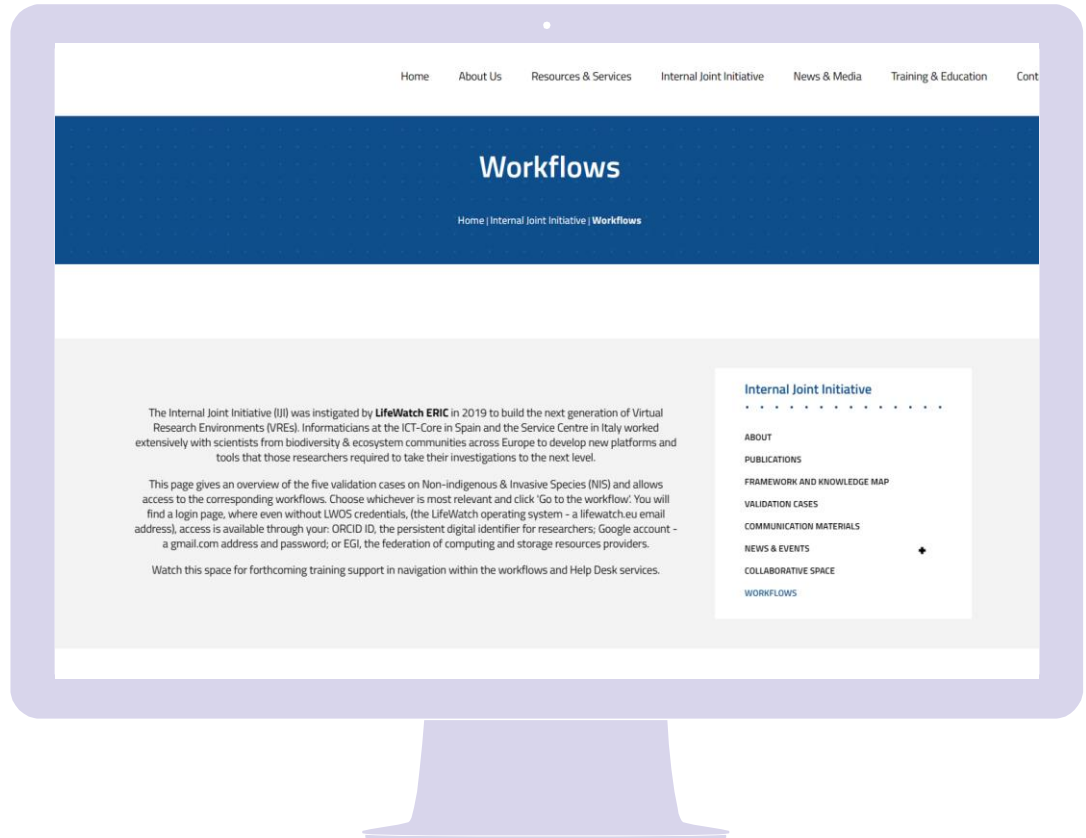 Home About Us Resources & Services Internal Joint Initiative News & Media Training & Education Cont
Workflows
Home | Internal Joint Initiative | Workflows
The Internal Joint Initiative (IJI) was instigated by LifeWatch ERIC in 2019 to build the next generation of Virtual
Research Environments (VREs). Informaticians at the ICT-Core in Spain and the Service Centre in Italy worked
extensively with scientists from biodiversity & ecosystem communities across Europe to develop new platforms and
tools that those researchers required to take their investigations to the next level.
This page gives an overview of the five validation cases on Non-indigenous & Invasive Species (NIS) and allows
access to the corresponding workflows. Choose whichever is most relevant and click ‘Go to the workflow’. You will
find a login page, where even without LWOS credentials, (the LifeWatch operating system - a lifewatch.eu email
address), access is available through your: ORCID ID, the persistent digital identifier for researchers; Google account -
a gmail.com address and password; or EGI, the federation of computing and storage resources providers.
Watch this space for forthcoming training support in navigation within the workflows and Help Desk services.
Internal Joint Initiative
ABOUT
PUBLICATIONS
FRAMEWORK AND KNOWLEDGE MAP
VALIDATION CASES
COMMUNICATION MATERIALS
NEWS & EVENTS
COLLABORATIVE SPACE
WORKFLOWS